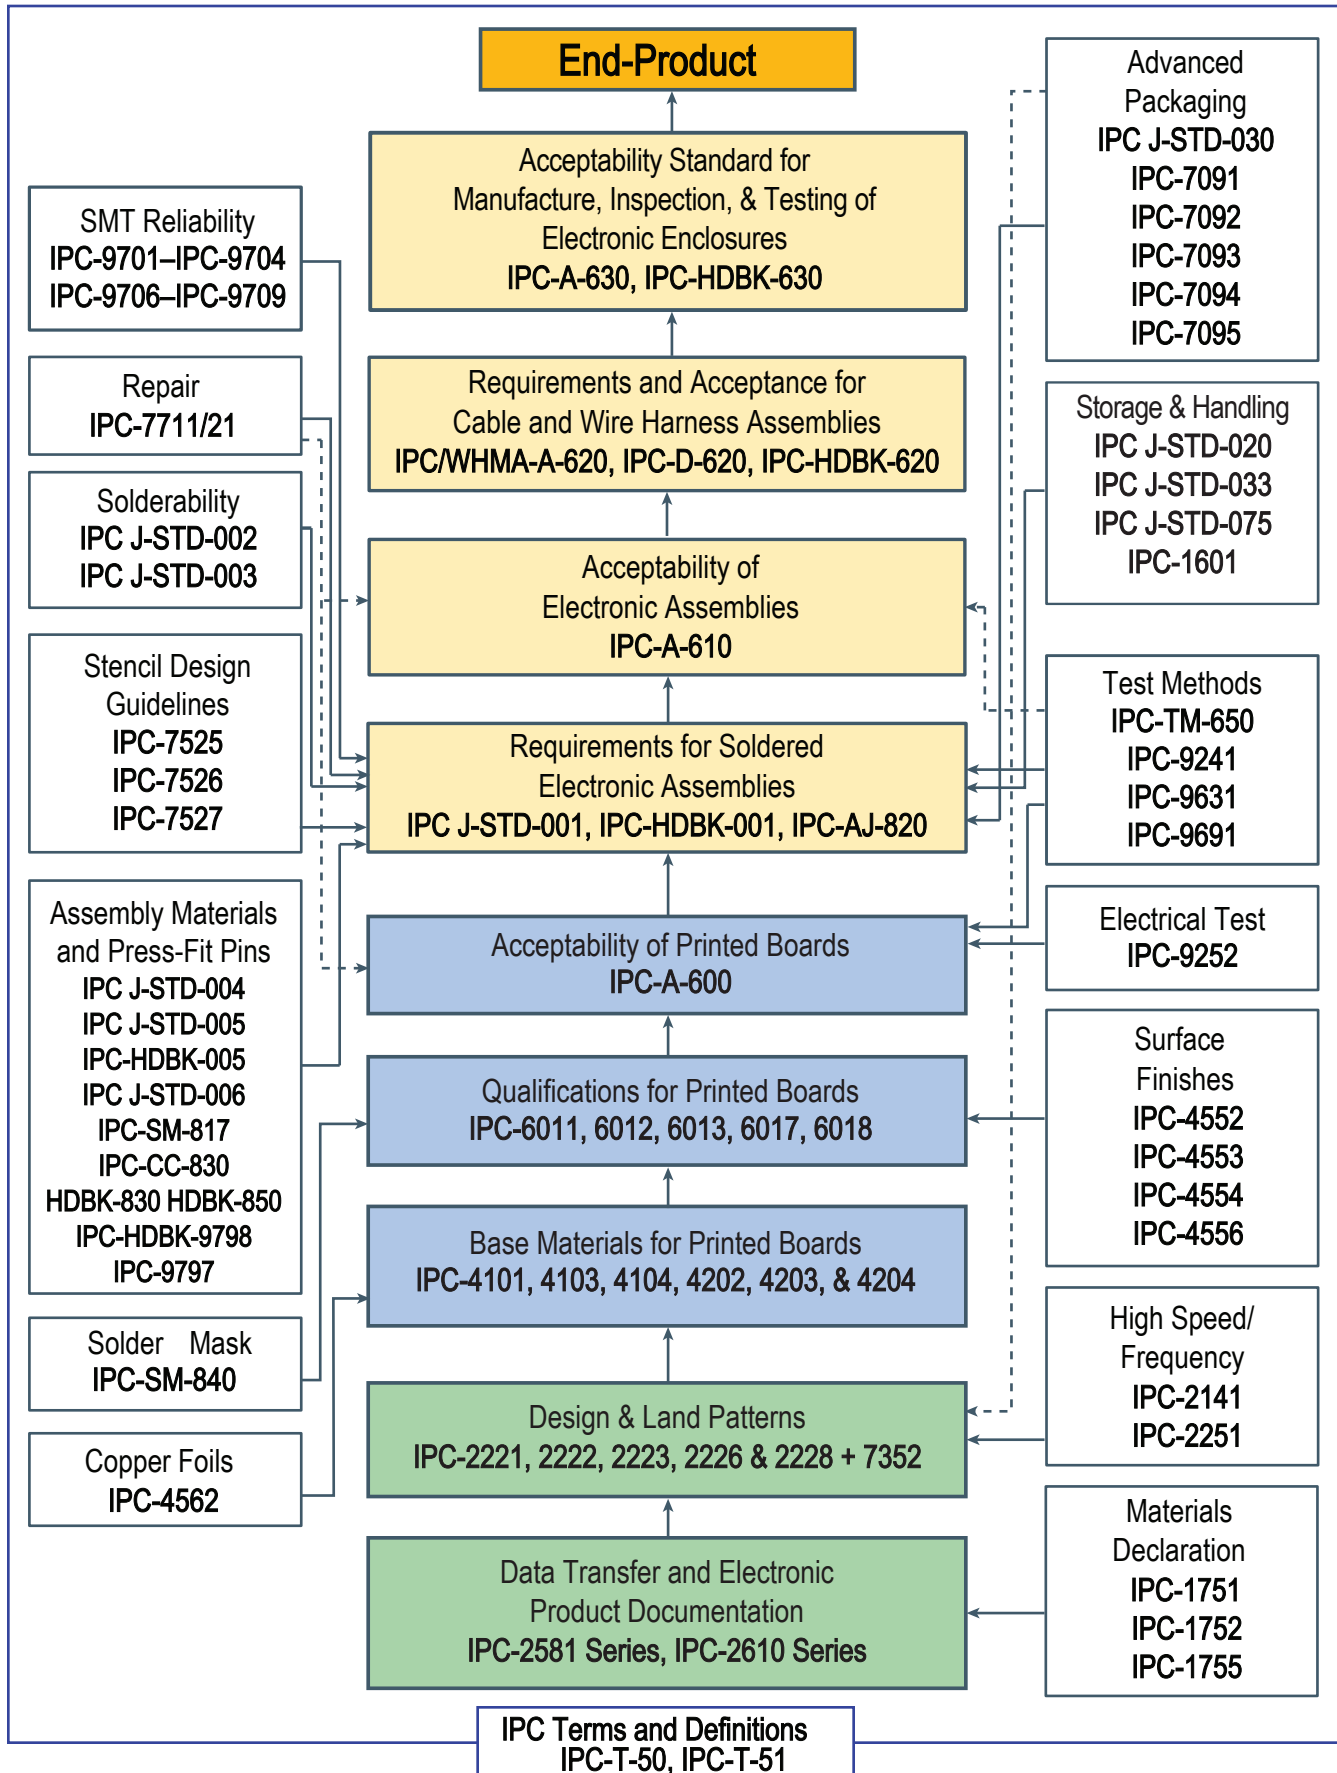 End-Product
Acceptability Standard for
Manufacture, Inspection, & Testing of
Electronic Enclosures
IPC-A-630, IPC-HDBK-630
Requirements and Acceptance for
Cable and Wire Harness Assemblies
IPC/WHMA-A-620, IPC-D-620, IPC-HDBK-620
Acceptability of
Electronic Assemblies
IPC-A-610
Requirements for Soldered
Electronic Assemblies
IPC J-STD-001, IPC-HDBK-001, IPC-AJ-820
Acceptability of Printed Boards
IPC-A-600
Qualifications for Printed Boards
IPC-6011, 6012, 6013, 6017, 6018
Base Materials for Printed Boards
IPC-4101, 4103, 4104, 4202, 4203, & 4204
Design & Land Patterns
IPC-2221, 2222, 2223, 2226 & 2228 + 7352
Data Transfer and Electronic
Product Documentation
IPC-2581 Series, IPC-2610 Series
SMT Reliability
IPC-9701–IPC-9704
IPC-9706–IPC-9709
Repair
IPC-7711/21
Solderability
IPC J-STD-002
IPC J-STD-003
Stencil Design
Guidelines
IPC-7525
IPC-7526
IPC-7527
Assembly Materials
and Press-Fit Pins
IPC J-STD-004
IPC J-STD-005
IPC-HDBK-005
IPC J-STD-006
IPC-SM-817
IPC-CC-830
HDBK-830 HDBK-850
IPC-HDBK-9798
IPC-9797
Solder Mask
IPC-SM-840
Copper Foils
IPC-4562
Advanced
Packaging
IPC J-STD-030
IPC-7091
IPC-7092
IPC-7093
IPC-7094
IPC-7095
Storage & Handling
IPC J-STD-020
IPC J-STD-033
IPC J-STD-075
IPC-1601
Test Methods
IPC-TM-650
IPC-9241
IPC-9631
IPC-9691
Electrical Test
IPC-9252
Surface
Finishes
IPC-4552
IPC-4553
IPC-4554
IPC-4556
High Speed/
Frequency
IPC-2141
IPC-2251
Materials
Declaration
IPC-1751
IPC-1752
IPC-1755
IPC Terms and Definitions
IPC-T-50, IPC-T-51